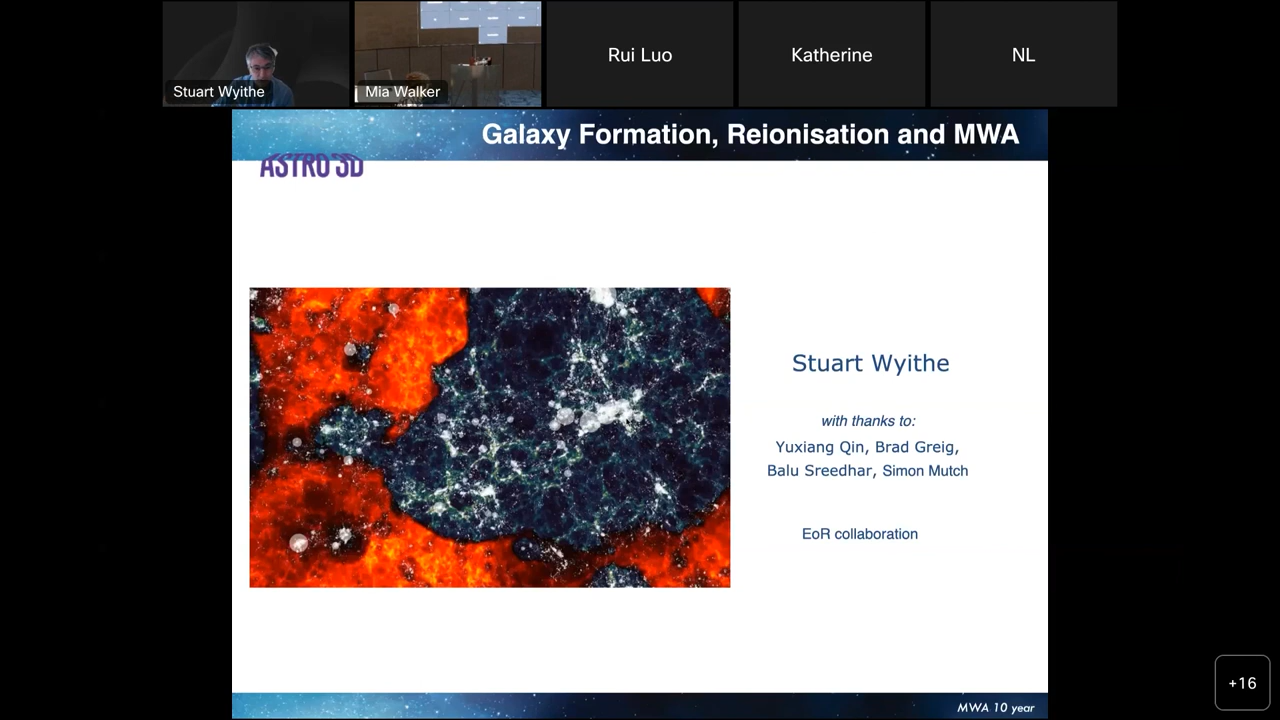 Stuart Wyithe
Mia Walker
Rui Luo
Katherine
NL
Galaxy Formation, Reionisation and MWA
ASTRO 3D
Stuart Wyithe
with thanks to:
Yuxiang Qin, Brad Greig,
Balu Sreedhar, Simon Mutch
EoR collaboration
MWA 10 year
+16